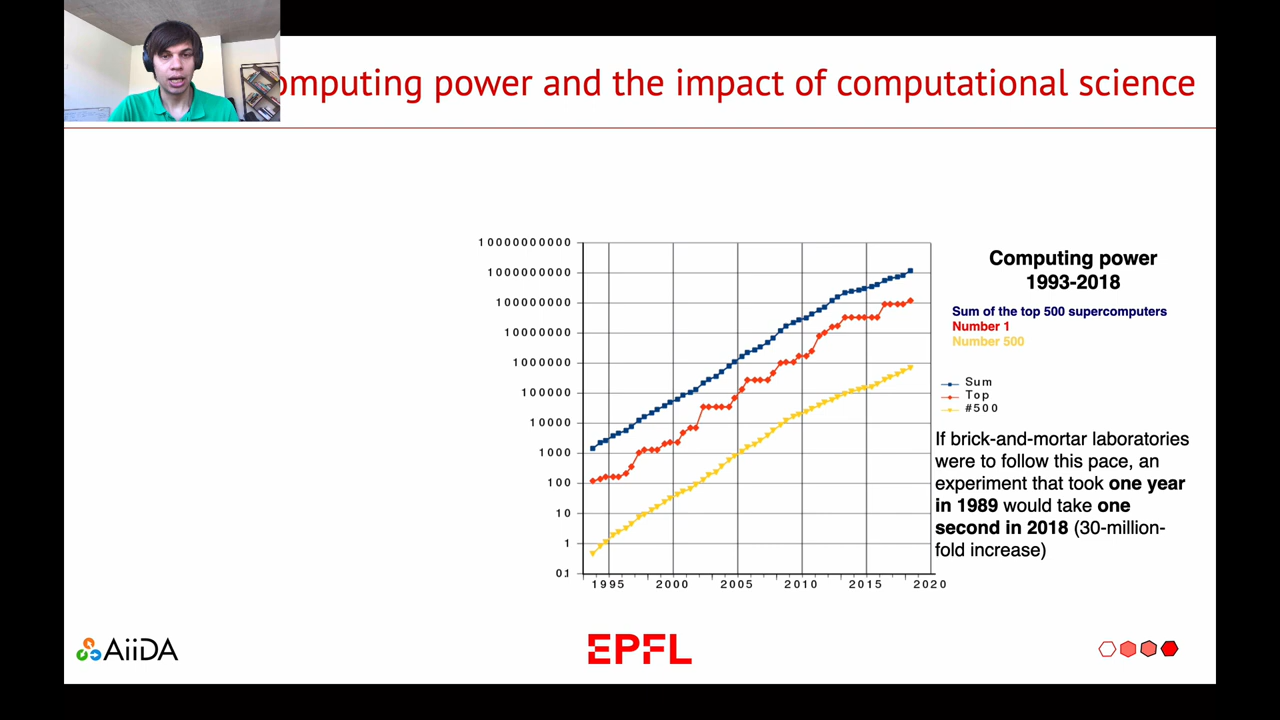 omputing power and the impact of computational science
10000000000
1000000000
100000000
10000000
1000000
100000
10000
1000
100
10
1
01
1995 2000 2005 2010 2015 2020
Computing power
1993-2018
Sum of the top 500 supercomputers
Number 1
Number 500
Sum
Top
#500
If brick-and-mortar laboratories
were to follow this pace, an
experiment that took one year
in 1989 would take one
second in 2018 (30-million-
fold increase)
AiiDA
EPFL